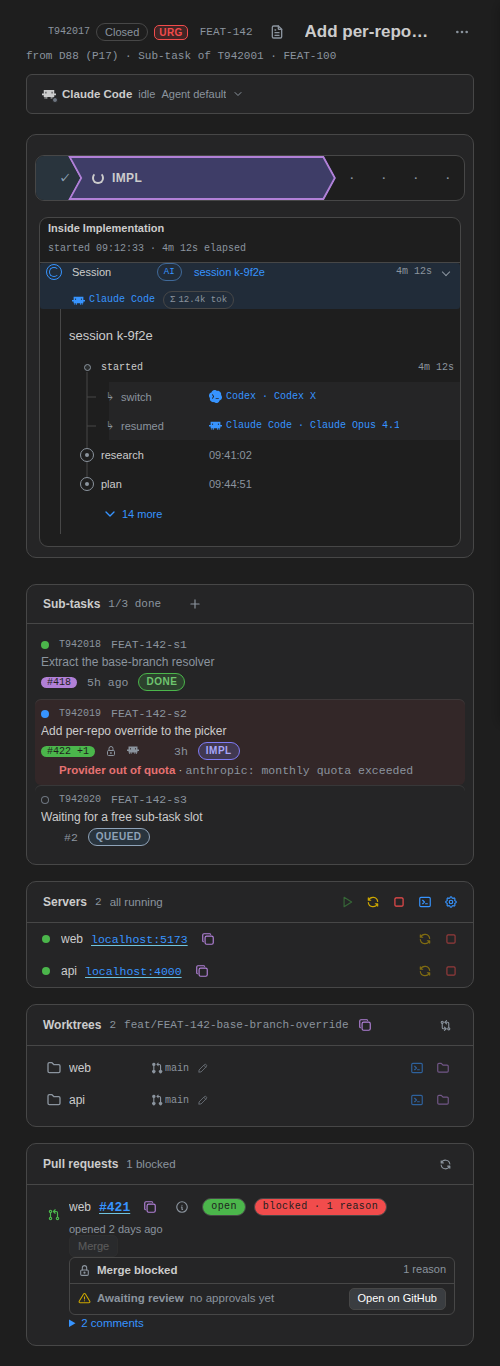 T942017 Closed URG FEAT-142 Add per-repo… ···
from D88 (P17) · Sub-task of T942001 · FEAT-100
Claude Code idle Agent default
✓ IMPL · · · ·
Inside Implementation
started 09:12:33 · 4m 12s elapsed
Session AI session k-9f2e 4m 12s
Claude Code Σ 12.4k tok
session k-9f2e
started 4m 12s
↳ switch Codex · Codex X
↳ resumed Claude Code · Claude Opus 4.1
research 09:41:02
plan 09:44:51
14 more
Sub-tasks 1/3 done +
T942018 FEAT-142-s1
Extract the base-branch resolver
#418 5h ago DONE
T942019 FEAT-142-s2
Add per-repo override to the picker
#422 +1 3h IMPL
Provider out of quota · anthropic: monthly quota exceeded
T942020 FEAT-142-s3
Waiting for a free sub-task slot
#2 QUEUED
Servers 2 all running
web localhost:5173
api localhost:4000
Worktrees 2 feat/FEAT-142-base-branch-override
web main
api main
Pull requests 1 blocked
web #421 open blocked · 1 reason
opened 2 days ago
Merge
Merge blocked 1 reason
Awaiting review no approvals yet Open on GitHub
2 comments